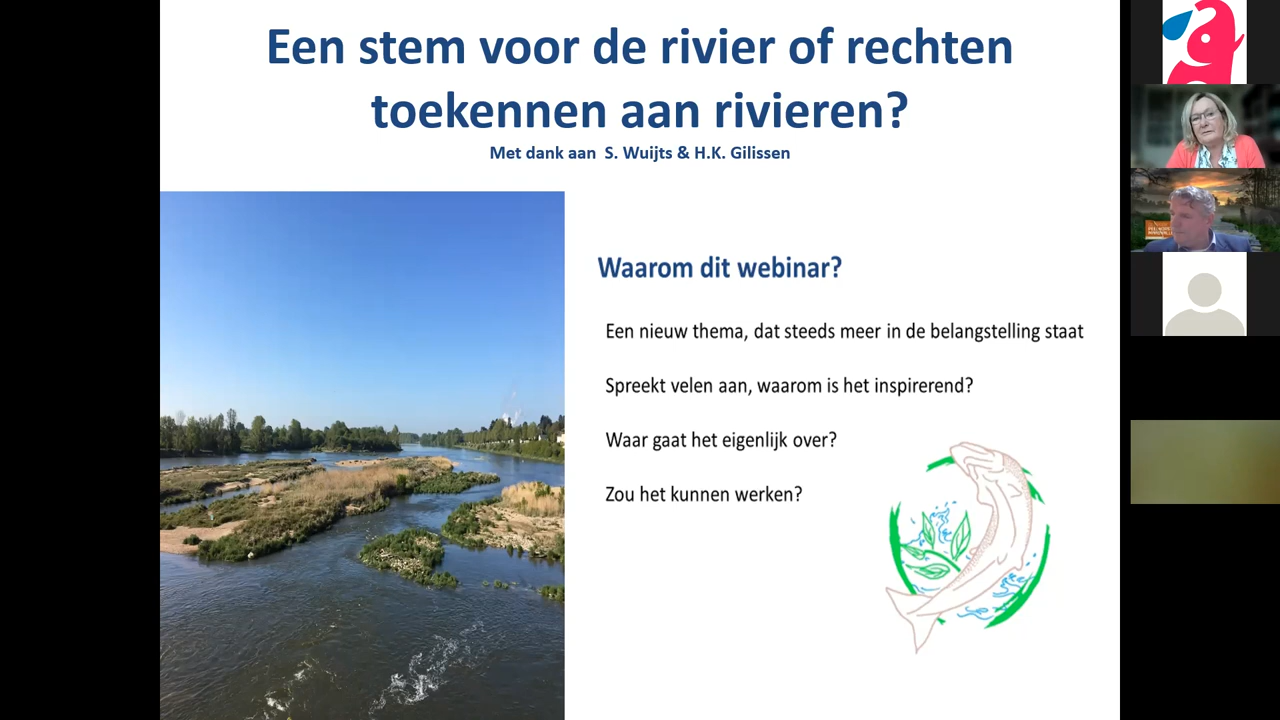 Een stem voor de rivier of rechten
toekennen aan rivieren?
Met dank aan S. Wuijts & H.K. Gilissen
Waarom dit webinar?
Een nieuw thema, dat steeds meer in de belangstelling staat
Spreekt velen aan, waarom is het inspirerend?
Waar gaat het eigenlijk over?
Zou het kunnen werken?